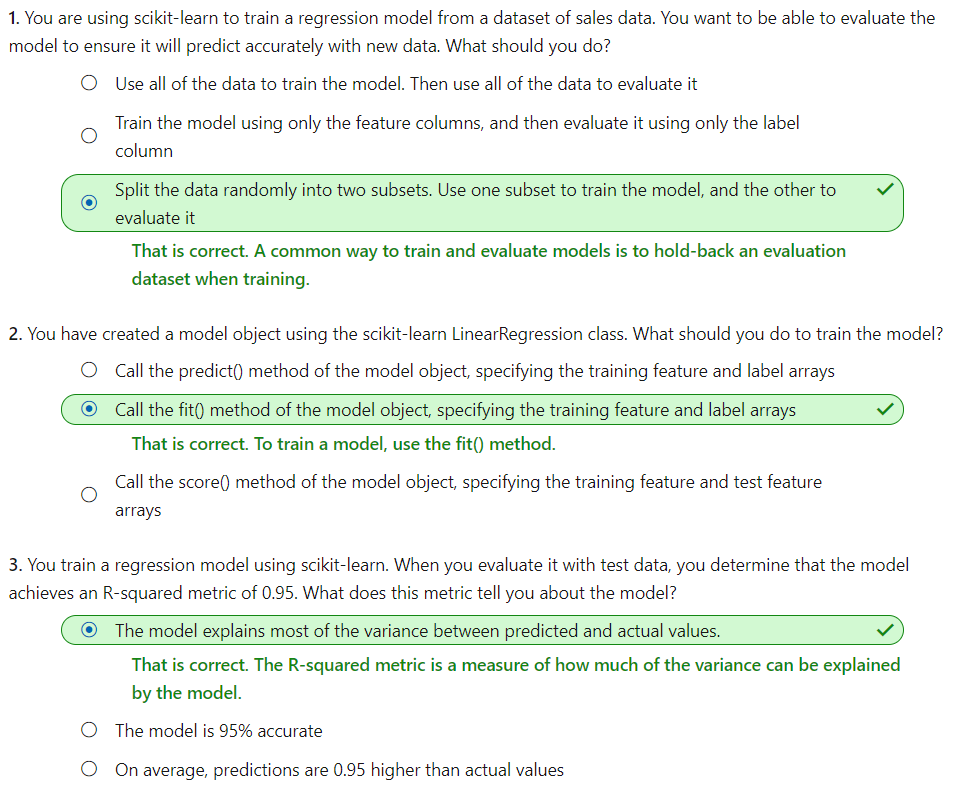 1. You are using scikit-learn to train a regression model from a dataset of sales data. You want to be able to evaluate the
model to ensure it will predict accurately with new data. What should you do?
Use all of the data to train the model. Then use all of the data to evaluate it
Train the model using only the feature columns, and then evaluate it using only the label
column
Split the data randomly into two subsets. Use one subset to train the model, and the other to
evaluate it
That is correct. A common way to train and evaluate models is to hold-back an evaluation
dataset when training.
2. You have created a model object using the scikit-learn LinearRegression class. What should you do to train the model?
Call the predict() method of the model object, specifying the training feature and label arrays
Call the fit() method of the model object, specifying the training feature and label arrays
That is correct. To train a model, use the fit() method.
Call the score() method of the model object, specifying the training feature and test feature
arrays
3. You train a regression model using scikit-learn. When you evaluate it with test data, you determine that the model
achieves an R-squared metric of 0.95. What does this metric tell you about the model?
The model explains most of the variance between predicted and actual values.
That is correct. The R-squared metric is a measure of how much of the variance can be explained
by the model.
The model is 95% accurate
On average, predictions are 0.95 higher than actual values